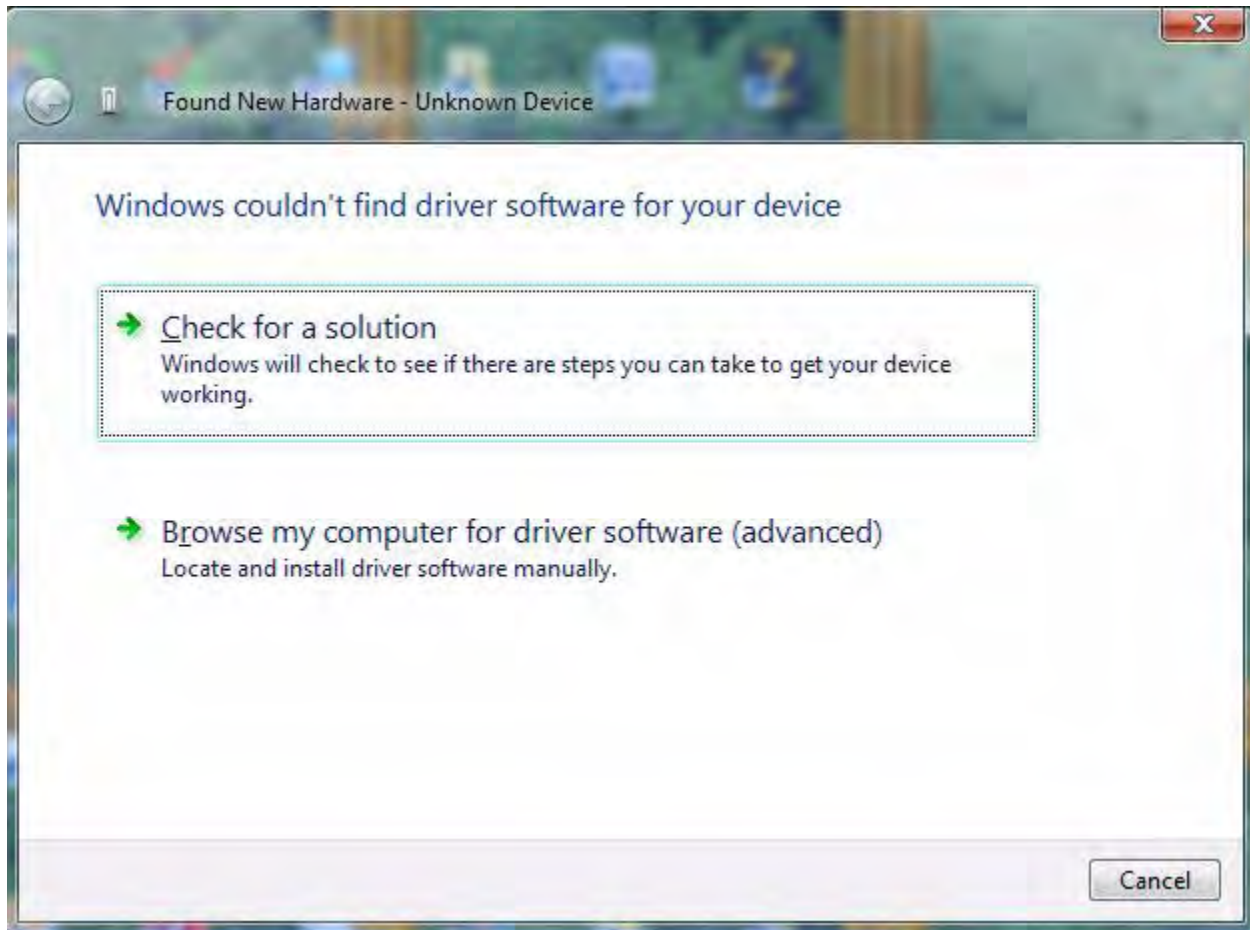 Found New Hardware - Unknown Device
Windows couldn't find driver software for your device
Check for a solution
Windows will check to see if there are steps you can take to get your device
working.
Browse my computer for driver software (advanced)
Locate and install driver software manually.
Cancel